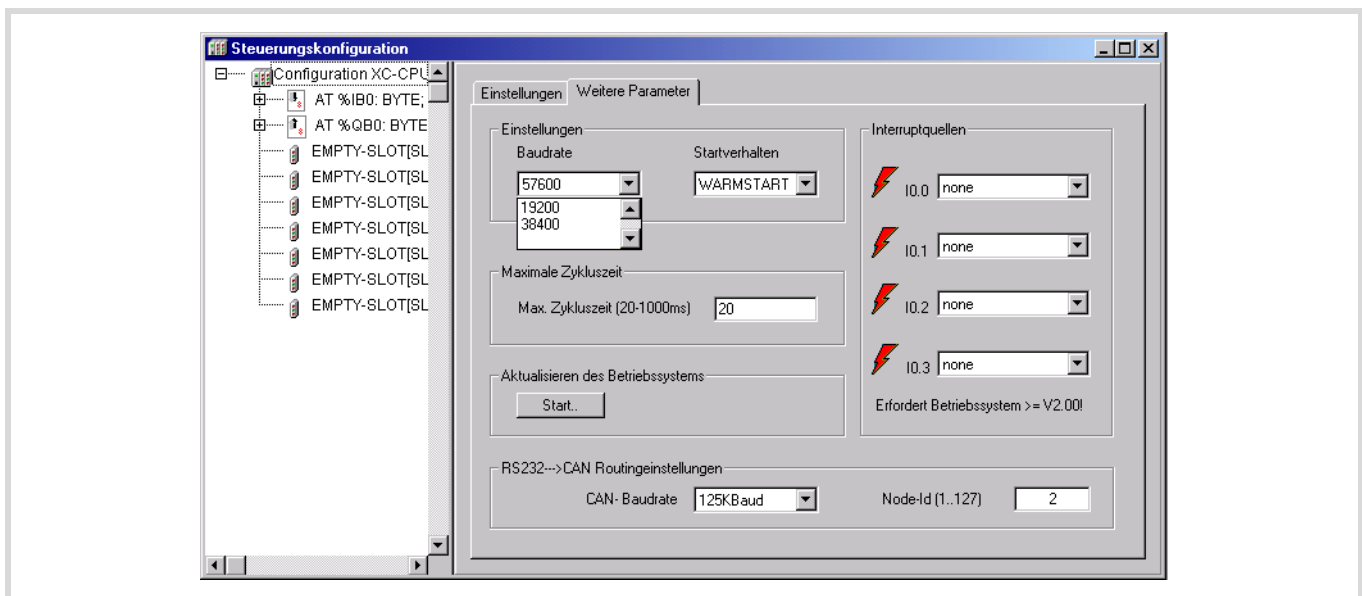 Steuerungskonfiguration
Configuration XC-CPU
AT %IB0: BYTE;
AT %QB0: BYTE
EMPTY-SLOT[SL
EMPTY-SLOT[SL
EMPTY-SLOT[SL
EMPTY-SLOT[SL
EMPTY-SLOT[SL
EMPTY-SLOT[SL
EMPTY-SLOT[SL
Einstellungen
Weitere Parameter
Einstellungen
Baudrate
Startverhalten
57600
WARMSTART
19200
38400
Maximale Zykluszeit
Max. Zykluszeit (20-1000ms)
20
Aktualisieren des Betriebssystems
Start..
Interruptquellen
I0.0 none
I0.1 none
I0.2 none
I0.3 none
Erfordert Betriebssystem >= V2.00!
RS232--->CAN Routingeinstellungen
CAN- Baudrate 125KBaud
Node-Id (1..127) 2